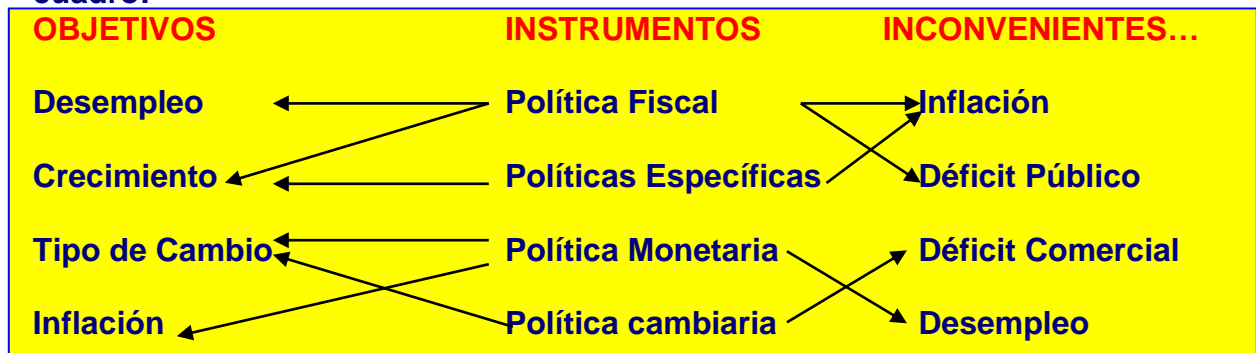 cuadro.
OBJETIVOS INSTRUMENTOS INCONVENIENTES…
Desempleo Política Fiscal Inflación
Crecimiento Políticas Específicas Déficit Público
Tipo de Cambio Política Monetaria Déficit Comercial
Inflación Política cambiaria Desempleo